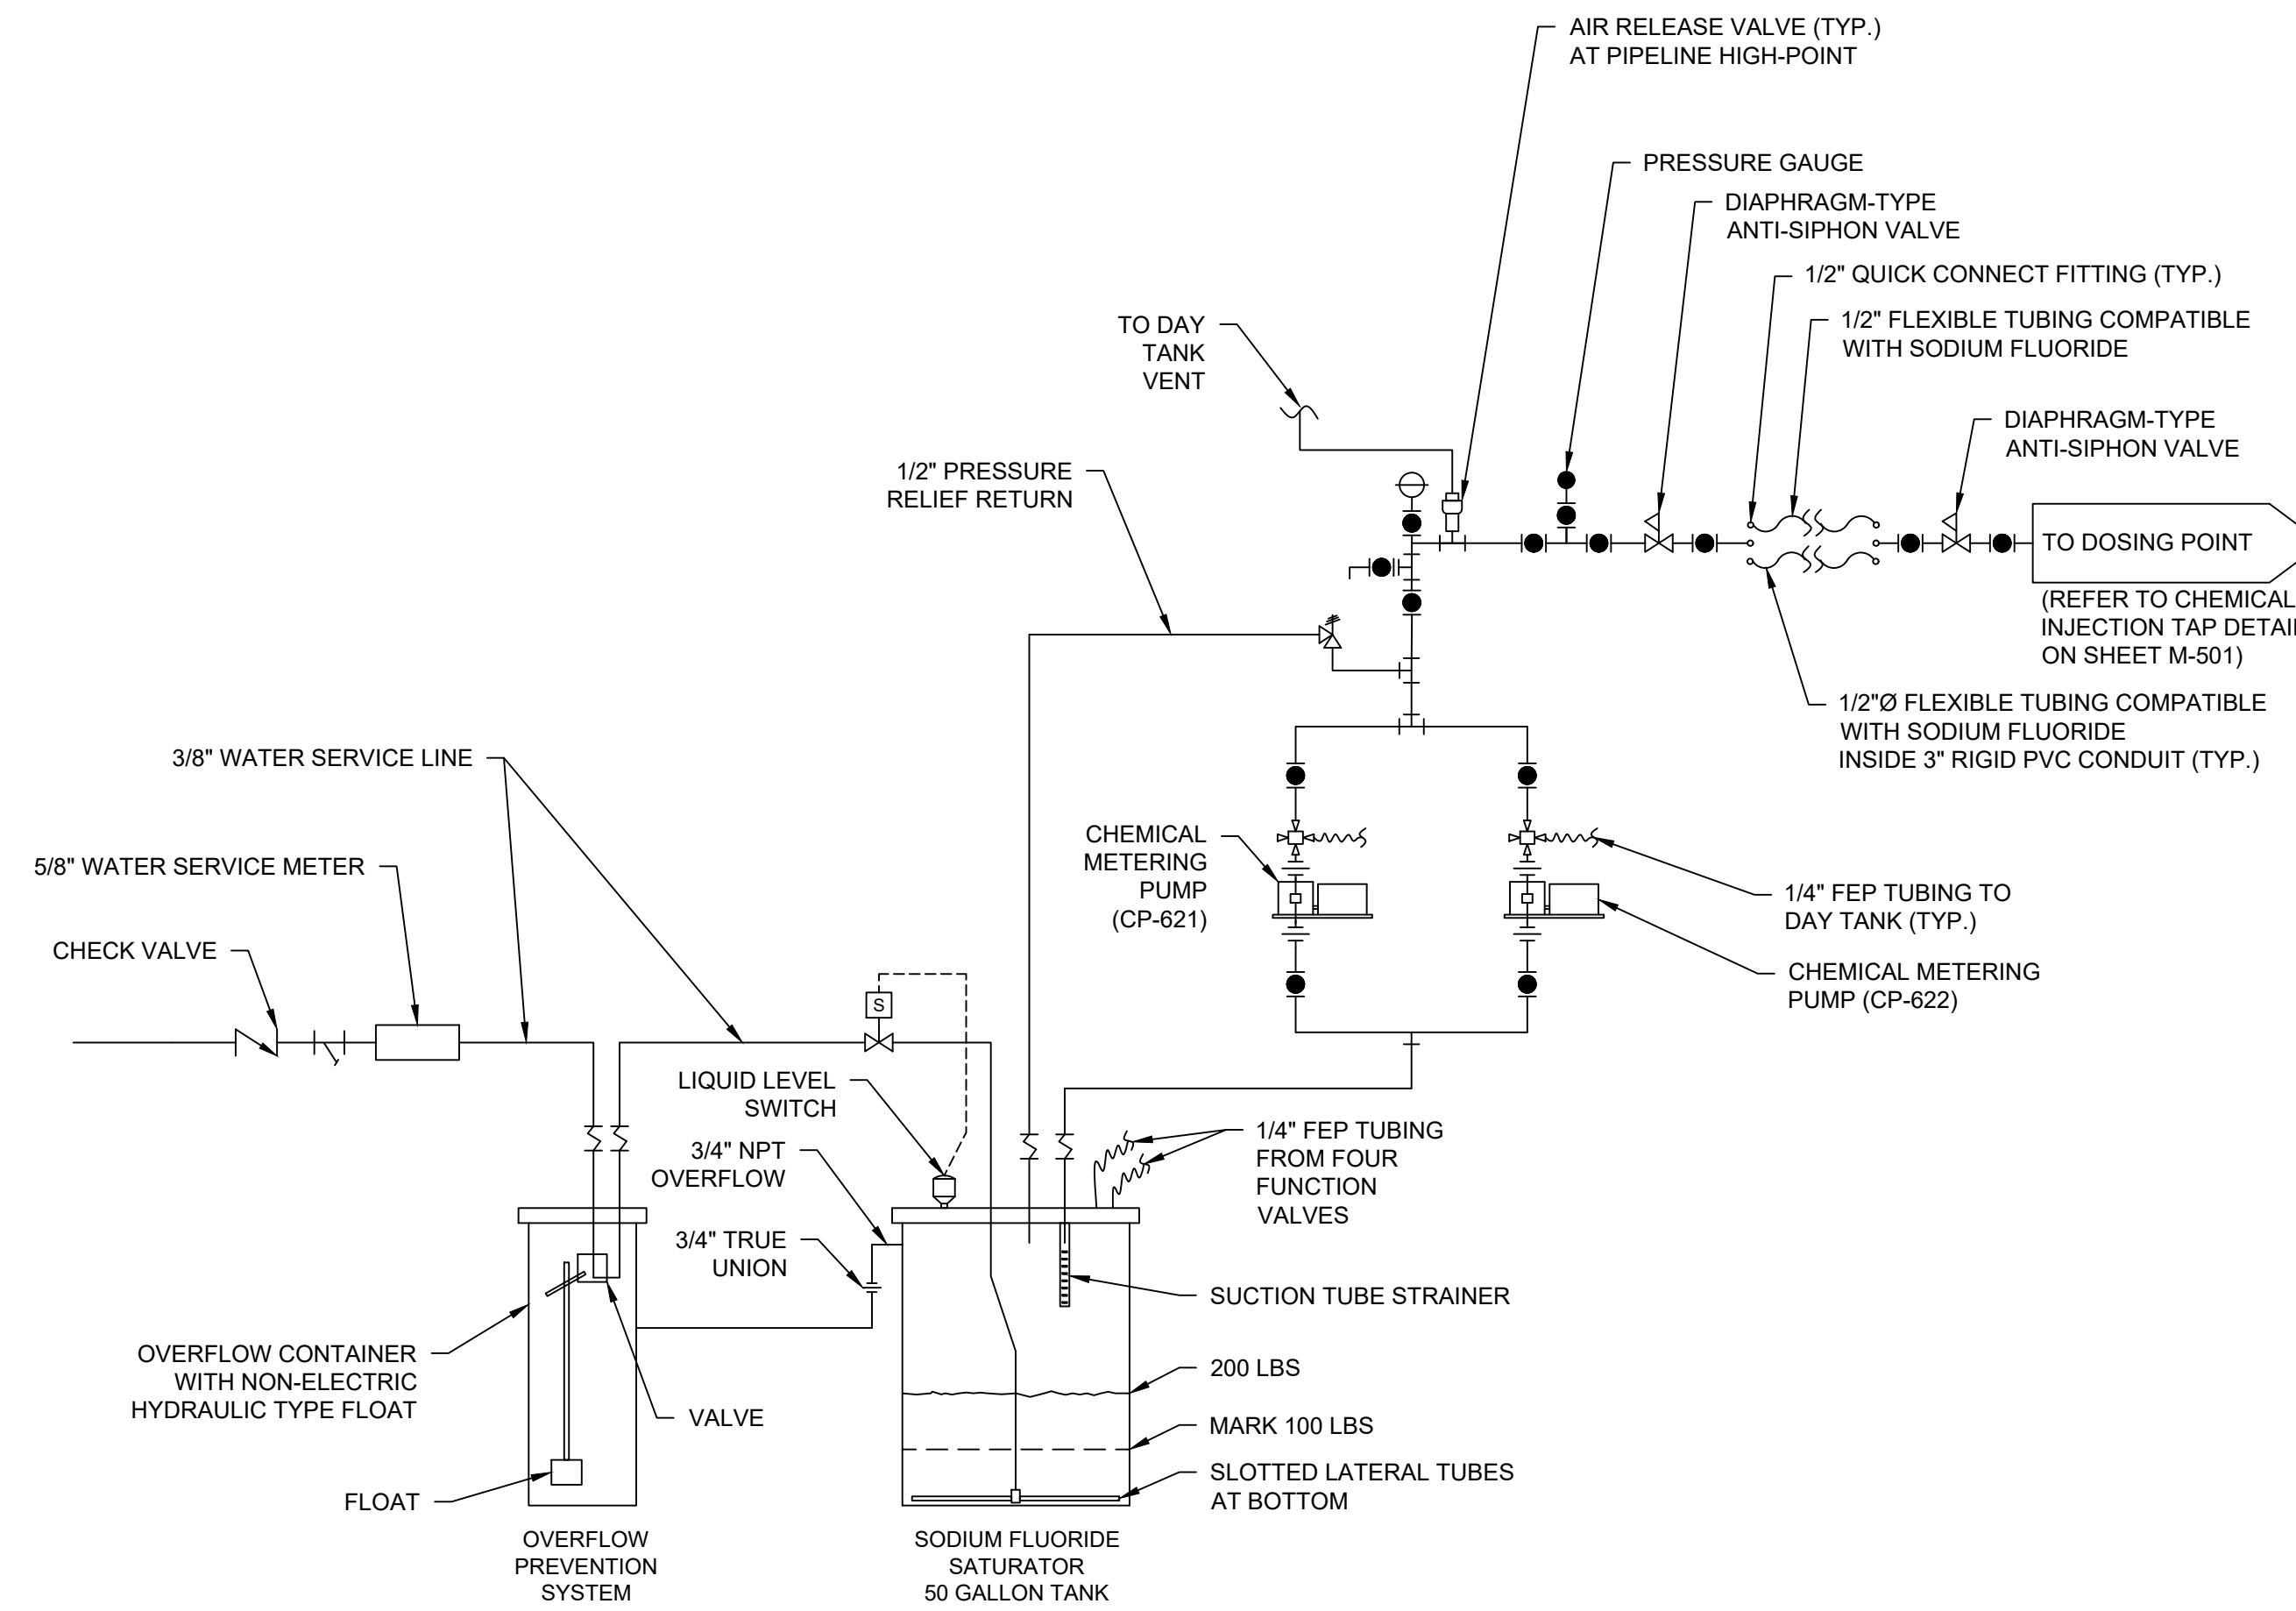 AIR RELEASE VALVE (TYP.)
AT PIPELINE HIGH-POINT
PRESSURE GAUGE
DIAPHRAGM-TYPE
ANTI-SIPHON VALVE
1/2" QUICK CONNECT FITTING (TYP.)
1/2" FLEXIBLE TUBING COMPATIBLE
WITH SODIUM FLUORIDE
TO DAY
TANK
VENT
DIAPHRAGM-TYPE
ANTI-SIPHON VALVE
1/2" PRESSURE
RELIEF RETURN
TO DOSING POINT
(REFER TO CHEMICAL
INJECTION TAP DETAI
ON SHEET M-501)
1/2"Ø FLEXIBLE TUBING COMPATIBLE
WITH SODIUM FLUORIDE
INSIDE 3" RIGID PVC CONDUIT (TYP.)
3/8" WATER SERVICE LINE
CHEMICAL
METERING
PUMP
(CP-621)
5/8" WATER SERVICE METER
1/4" FEP TUBING TO
DAY TANK (TYP.)
CHECK VALVE
CHEMICAL METERING
PUMP (CP-622)
S
LIQUID LEVEL
SWITCH
3/4" NPT
OVERFLOW
1/4" FEP TUBING
FROM FOUR
FUNCTION
VALVES
3/4" TRUE
UNION
SUCTION TUBE STRAINER
OVERFLOW CONTAINER
WITH NON-ELECTRIC
HYDRAULIC TYPE FLOAT
200 LBS
VALVE
MARK 100 LBS
SLOTTED LATERAL TUBES
AT BOTTOM
FLOAT
OVERFLOW
PREVENTION
SYSTEM
SODIUM FLUORIDE
SATURATOR
50 GALLON TANK